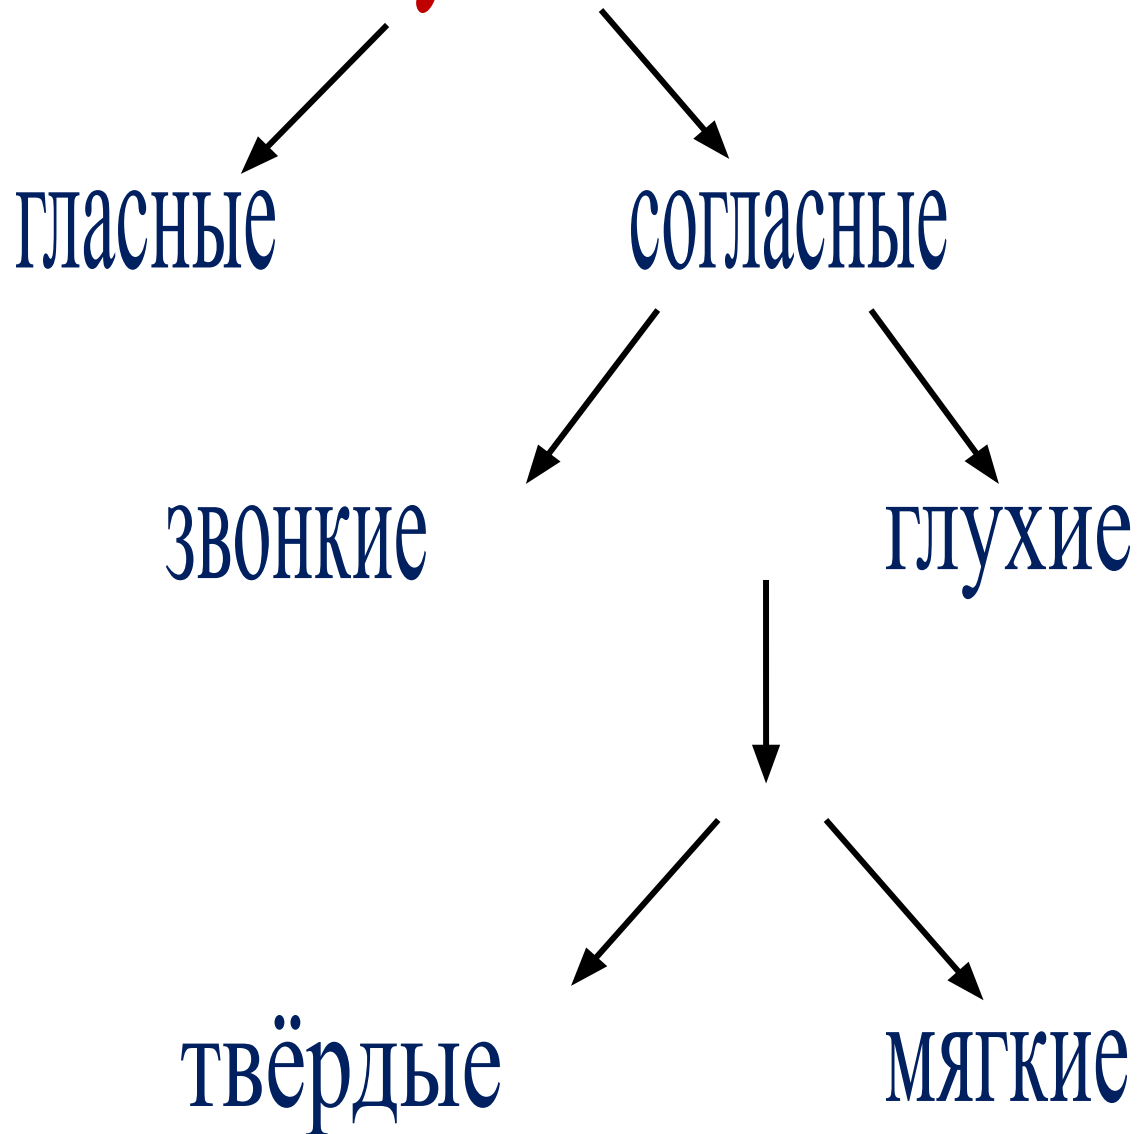 гласные согласные
звонкие глухие
твёрдые мягкие